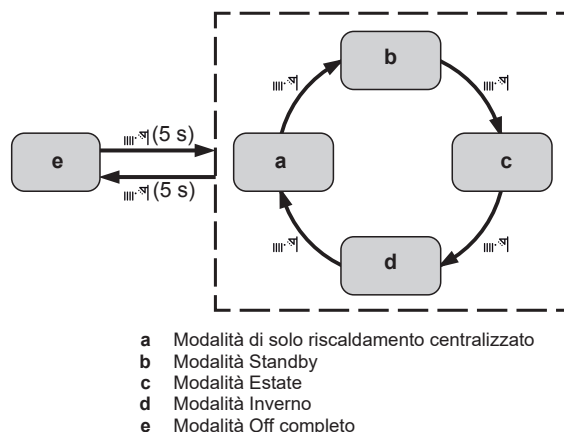 b
(5 s)
e
a
c
(5 s)
d
a Modalità di solo riscaldamento centralizzato
b Modalità Standby
c Modalità Estate
d Modalità Inverno
e Modalità Off completo